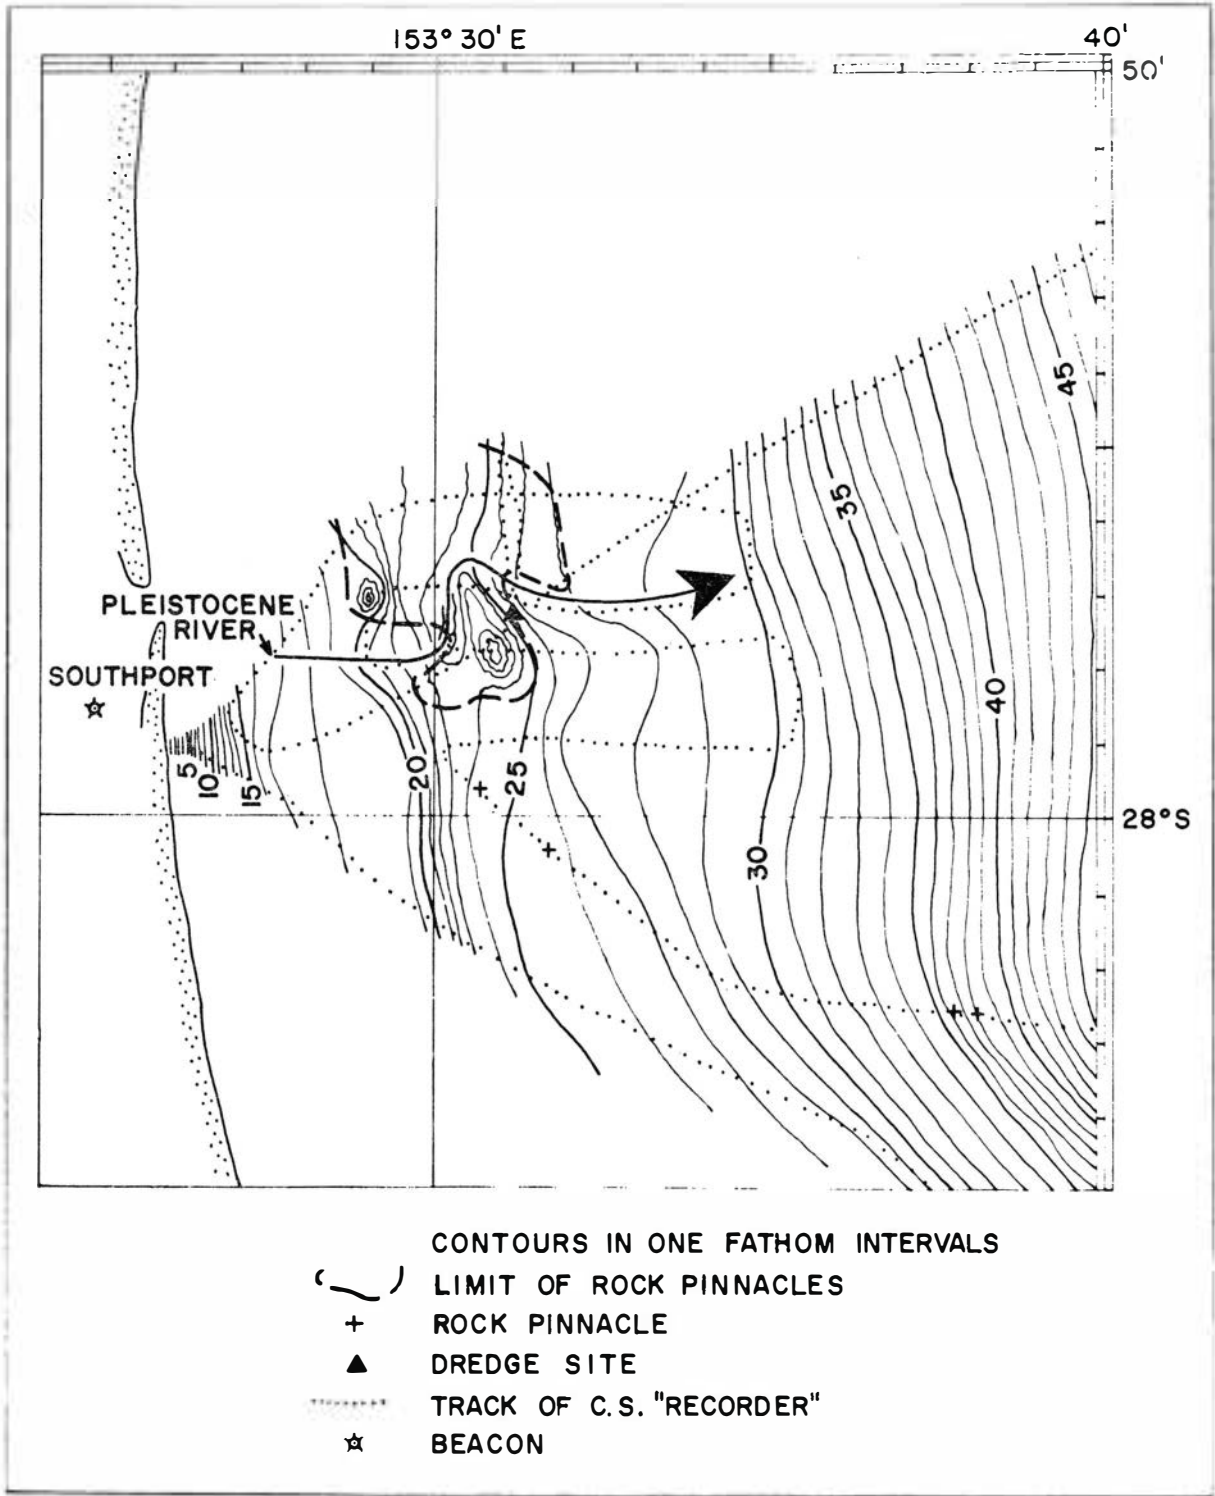 153° 30' E
40'
50'
45
35
PLEISTOCENE
RIVER
SOUTHPORT
40
5
10
15
20
25
28°S
30
CONTOURS IN ONE FATHOM INTERVALS
LIMIT OF ROCK PINNACLES
ROCK PINNACLE
DREDGE SITE
TRACK OF C.S. "RECORDER"
BEACON